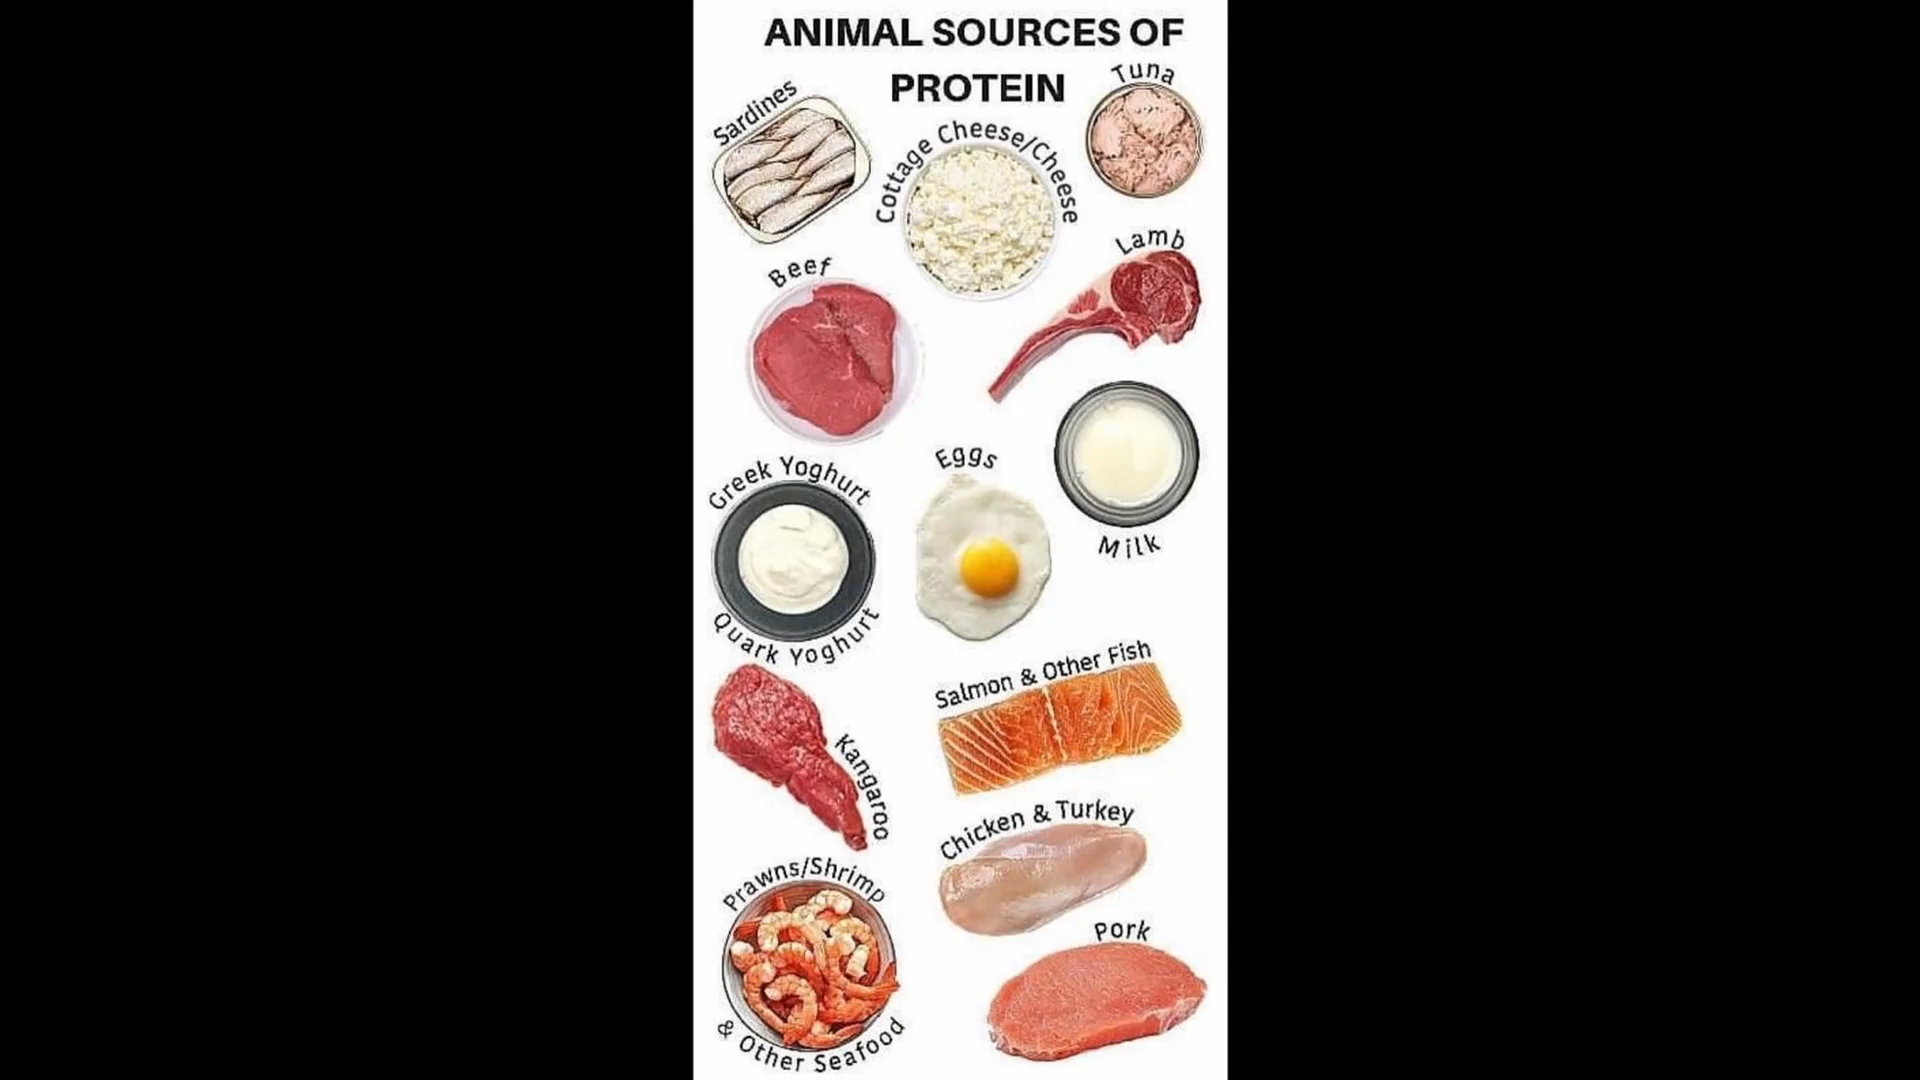 ANIMAL SOURCES OF
PROTEIN
Sardines
Cottage Cheese/Cheese
Tuna
Beef
Lamb
Greek Yoghurt
Quark Yoghurt
Eggs
Milk
Kangaroo
Salmon & Other Fish
Chicken & Turkey
Prawns/Shrimp
& Other Seafood
Pork